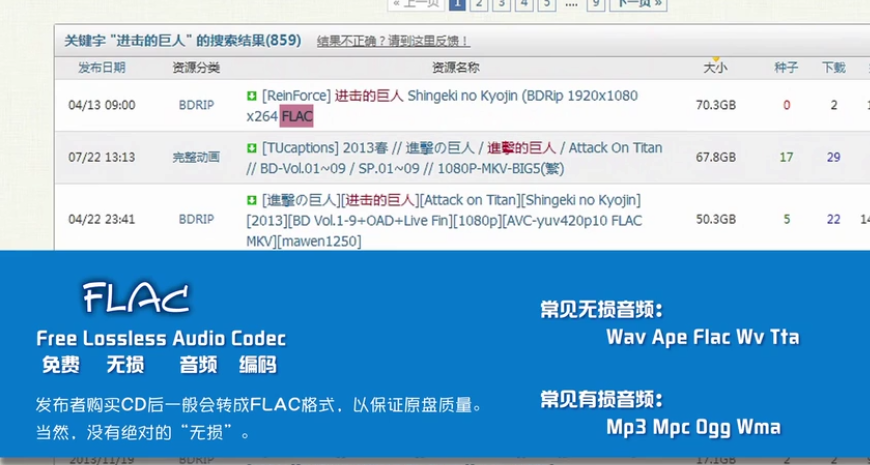 « 上一页 1 2 3 4 5 .... 9 下一页 »
关键字 "进击的巨人" 的搜索结果(859) 结果不正确？请到这里反馈！
发布日期 资源分类 资源名称 大小 种子 下载
[ReinForce] 进击的巨人 Shingeki no Kyojin (BDRip 1920x1080
04/13 09:00 BDRIP x264 FLAC 70.3GB 0 2
[TUcaptions] 2013春 // 進撃の巨人 / 進擊的巨人 / Attack On Titan
07/22 13:13 完整动画 // BD-Vol.01~09 / SP.01~09 // 1080P-MKV-BIG5(繁) 67.8GB 17 29
[進撃の巨人][进击的巨人][Attack on Titan][Shingeki no Kyojin]
04/22 23:41 BDRIP [2013][BD Vol.1-9+OAD+Live Fin][1080p][AVC-yuv420p10 FLAC 50.3GB 5 22
MKV][mawen1250]
FLAC
Free Lossless Audio Codec
免费 无损 音频 编码
发布者购买CD后一般会转成FLAC格式，以保证原盘质量。
当然，没有绝对的“无损”。
常见无损音频：
Wav Ape Flac Wv Tta
常见有损音频：
Mp3 Mpc Ogg Wma
2013/11/19 BDRIP 17.1GB 2 2